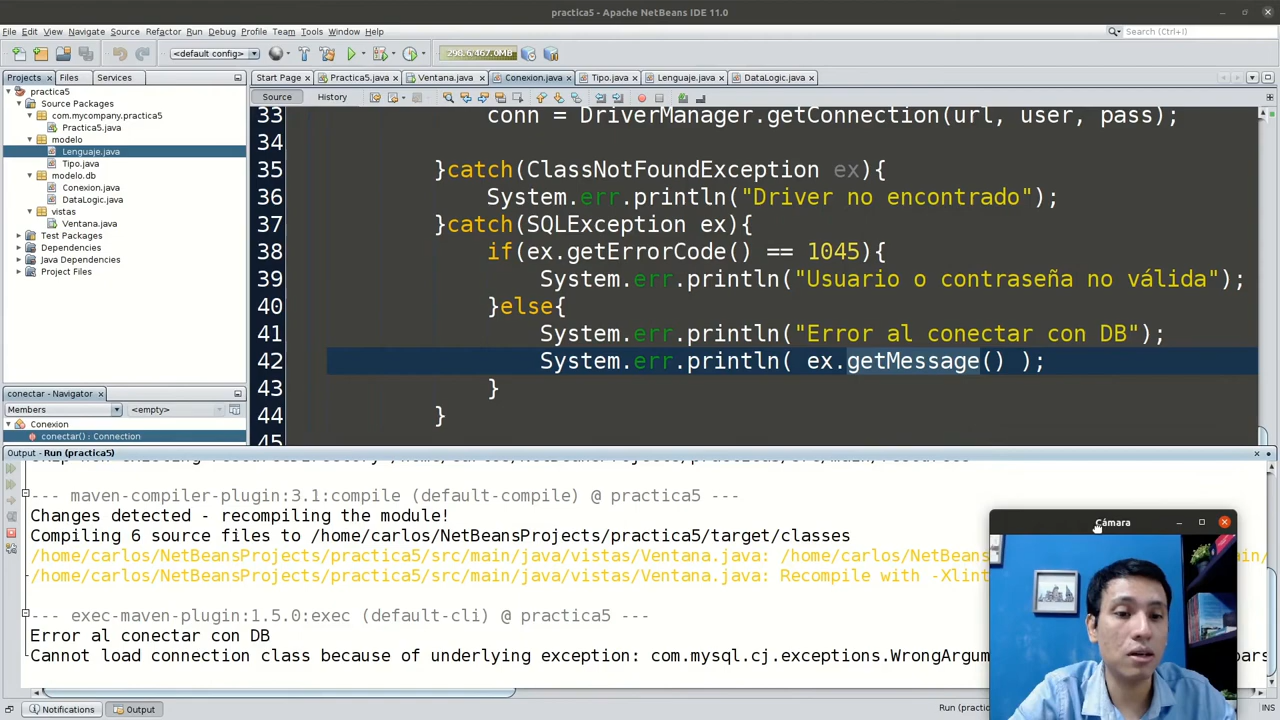 practica5 - Apache NetBeans IDE 11.0
File Edit View Navigate Source Refactor Run Debug Profile Team Tools Window Help
Search (Ctrl+I)
<default config>
298.6/467.0MB
Projects Files Services
Start Page Practica5.java Ventana.java Conexion.java Tipo.java Lenguaje.java DataLogic.java
Source History
practica5
Source Packages
com.mycompany.practica5
Practica5.java
modelo
Lenguaje.java
Tipo.java
modelo.db
Conexion.java
DataLogic.java
vistas
Ventana.java
Test Packages
Dependencies
Java Dependencies
Project Files
33 conn = DriverManager.getConnection(url, user, pass);
34
35 }catch(ClassNotFoundException ex){
36 System.err.println("Driver no encontrado");
37 }catch(SQLException ex){
38 if(ex.getErrorCode() == 1045){
39 System.err.println("Usuario o contraseña no válida");
40 }else{
41 System.err.println("Error al conectar con DB");
42 System.err.println( ex.getMessage() );
43 }
44 }
45
conectar - Navigator
Members <empty>
Conexion
conectar() : Connection
Output - Run (practica5)
--- maven-compiler-plugin:3.1:compile (default-compile) @ practica5 ---
Changes detected - recompiling the module!
Compiling 6 source files to /home/carlos/NetBeansProjects/practica5/target/classes
/home/carlos/NetBeansProjects/practica5/src/main/java/vistas/Ventana.java: /home/carlos/NetBeans
/home/carlos/NetBeansProjects/practica5/src/main/java/vistas/Ventana.java: Recompile with -Xlint
--- exec-maven-plugin:1.5.0:exec (default-cli) @ practica5 ---
Error al conectar con DB
Cannot load connection class because of underlying exception: com.mysql.cj.exceptions.WrongArgum
Cámara
Notifications Output
Run (practica
INS